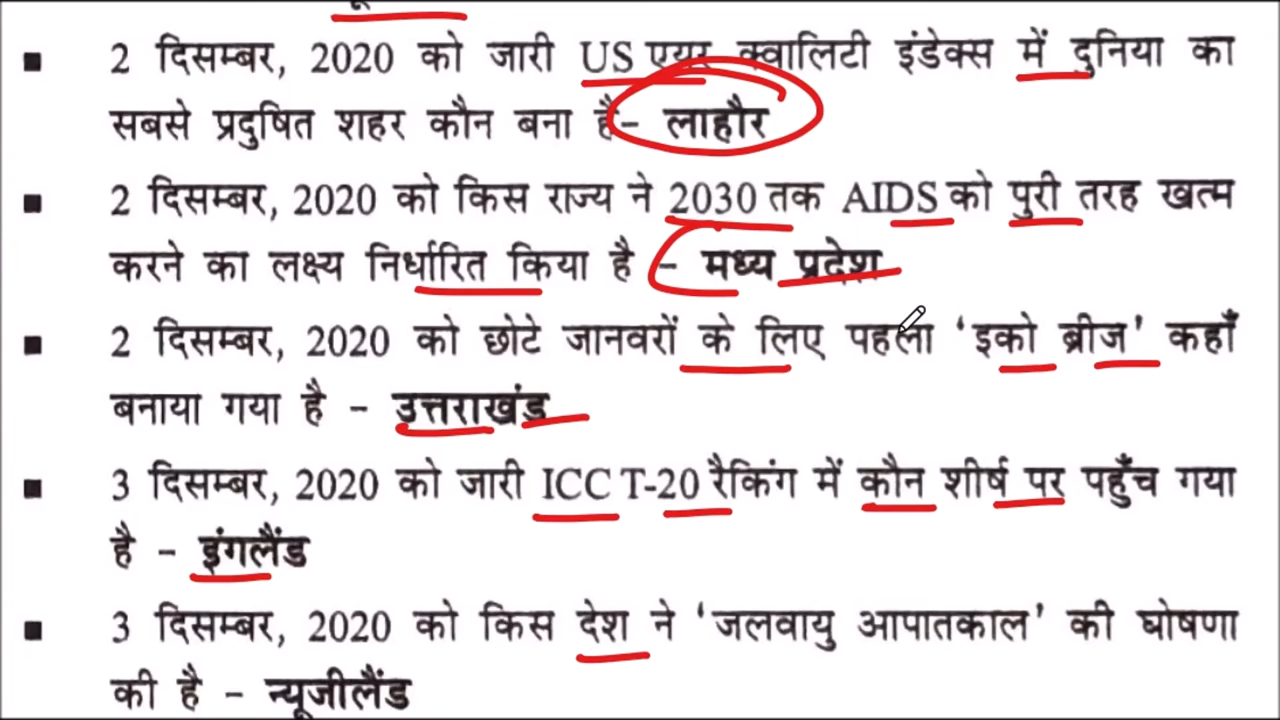 ■ 2 दिसम्बर, 2020 को जारी US एयर क्वालिटी इंडेक्स में दुनिया का
सबसे प्रदुषित शहर कौन बना है- लाहौर
■ 2 दिसम्बर, 2020 को किस राज्य ने 2030 तक AIDS को पुरी तरह खत्म
करने का लक्ष्य निर्धारित किया है - मध्य प्रदेश
■ 2 दिसम्बर, 2020 को छोटे जानवरों के लिए पहला ‘इको ब्रीज’ कहाँ
बनाया गया है - उत्तराखंड
■ 3 दिसम्बर, 2020 को जारी ICC T-20 रैकिंग में कौन शीर्ष पर पहुँच गया
है - इंगलैंड
■ 3 दिसम्बर, 2020 को किस देश ने ‘जलवायु आपातकाल’ की घोषणा
की है - न्यूजीलैंड